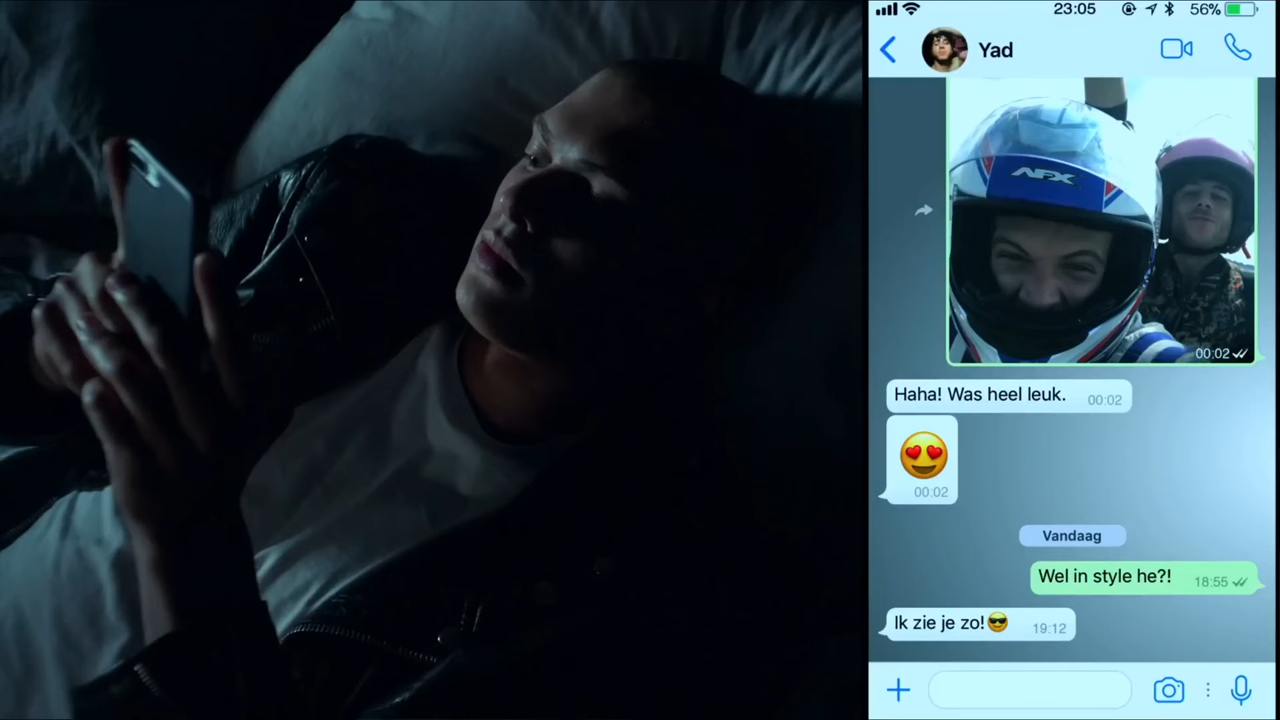 23:05
56%
Yad
AFX
00:02
Haha! Was heel leuk. 00:02
😍
00:02
Vandaag
Wel in style he?! 18:55
Ik zie je zo!😎 19:12